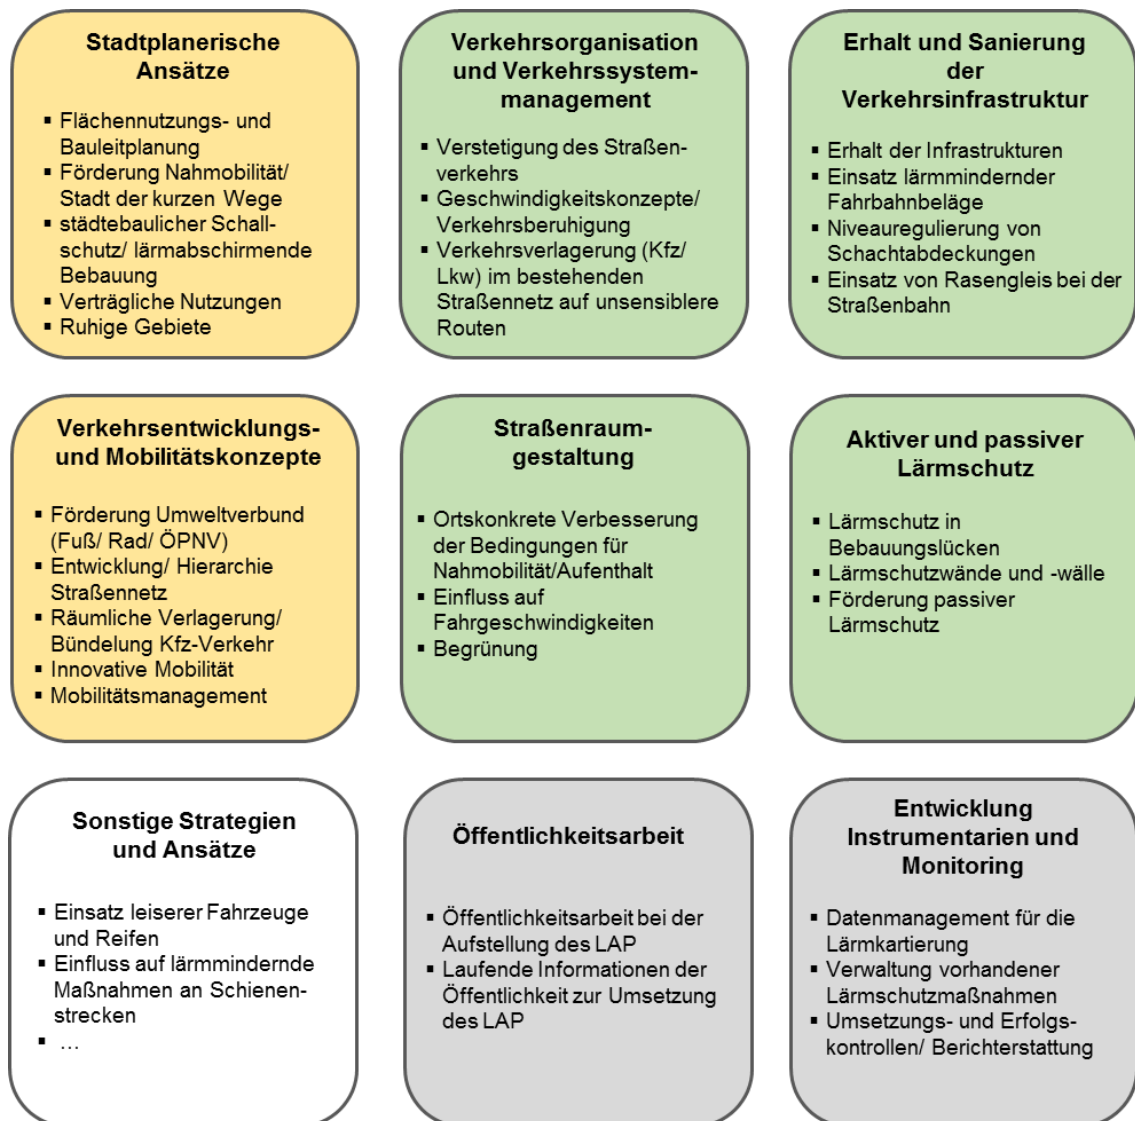 Stadtplanerische
Ansätze
▪ Flächennutzungs- und
Bauleitplanung
▪ Förderung Nahmobilität/
Stadt der kurzen Wege
▪ städtebaulicher Schall-
schutz/ lärmabschirmende
Bebauung
▪ Verträgliche Nutzungen
▪ Ruhige Gebiete
Verkehrsorganisation
und Verkehrssystem-
management
▪ Verstetigung des Straßen-
verkehrs
▪ Geschwindigkeitskonzepte/
Verkehrsberuhigung
▪ Verkehrsverlagerung (Kfz/
Lkw) im bestehenden
Straßennetz auf unsensiblere
Routen
Erhalt und Sanierung
der
Verkehrsinfrastruktur
▪ Erhalt der Infrastrukturen
▪ Einsatz lärmmindernder
Fahrbahnbeläge
▪ Niveauregulierung von
Schachtabdeckungen
▪ Einsatz von Rasengleis bei der
Straßenbahn
Verkehrsentwicklungs-
und Mobilitätskonzepte
▪ Förderung Umweltverbund
(Fuß/ Rad/ ÖPNV)
▪ Entwicklung/ Hierarchie
Straßennetz
▪ Räumliche Verlagerung/
Bündelung Kfz-Verkehr
▪ Innovative Mobilität
▪ Mobilitätsmanagement
Straßenraum-
gestaltung
▪ Ortskonkrete Verbesserung
der Bedingungen für
Nahmobilität/Aufenthalt
▪ Einfluss auf
Fahrgeschwindigkeiten
▪ Begrünung
Aktiver und passiver
Lärmschutz
▪ Lärmschutz in
Bebauungslücken
▪ Lärmschutzwände und -wälle
▪ Förderung passiver
Lärmschutz
Sonstige Strategien
und Ansätze
▪ Einsatz leiserer Fahrzeuge
und Reifen
▪ Einfluss auf lärmmindernde
Maßnahmen an Schienen-
strecken
▪ …
Öffentlichkeitsarbeit
▪ Öffentlichkeitsarbeit bei der
Aufstellung des LAP
▪ Laufende Informationen der
Öffentlichkeit zur Umsetzung
des LAP
Entwicklung
Instrumentarien und
Monitoring
▪ Datenmanagement für die
Lärmkartierung
▪ Verwaltung vorhandener
Lärmschutzmaßnahmen
▪ Umsetzungs- und Erfolgs-
kontrollen/ Berichterstattung